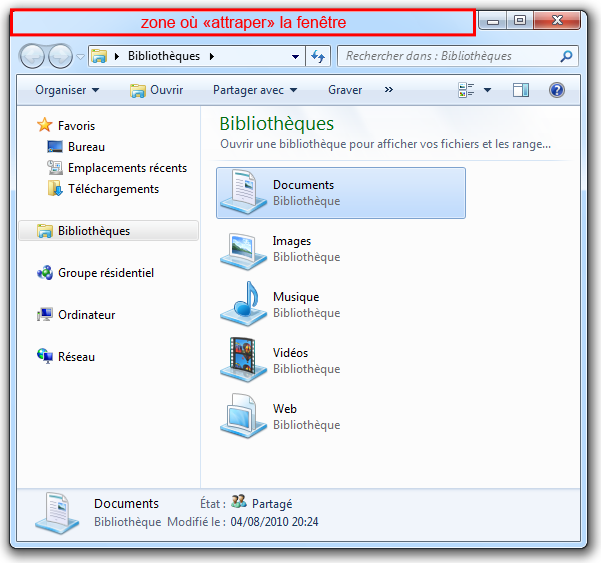 zone où «attraper» la fenêtre
Bibliothèques
Rechercher dans : Bibliothèques
Organiser Ouvrir Partager avec Graver »
Favoris
Bureau
Emplacements récents
Téléchargements
Bibliothèques
Groupe résidentiel
Ordinateur
Réseau
Bibliothèques
Ouvrir une bibliothèque pour afficher vos fichiers et les range...
Documents
Bibliothèque
Images
Bibliothèque
Musique
Bibliothèque
Vidéos
Bibliothèque
Web
Bibliothèque
Documents État : Partagé
Bibliothèque Modifié le : 04/08/2010 20:24